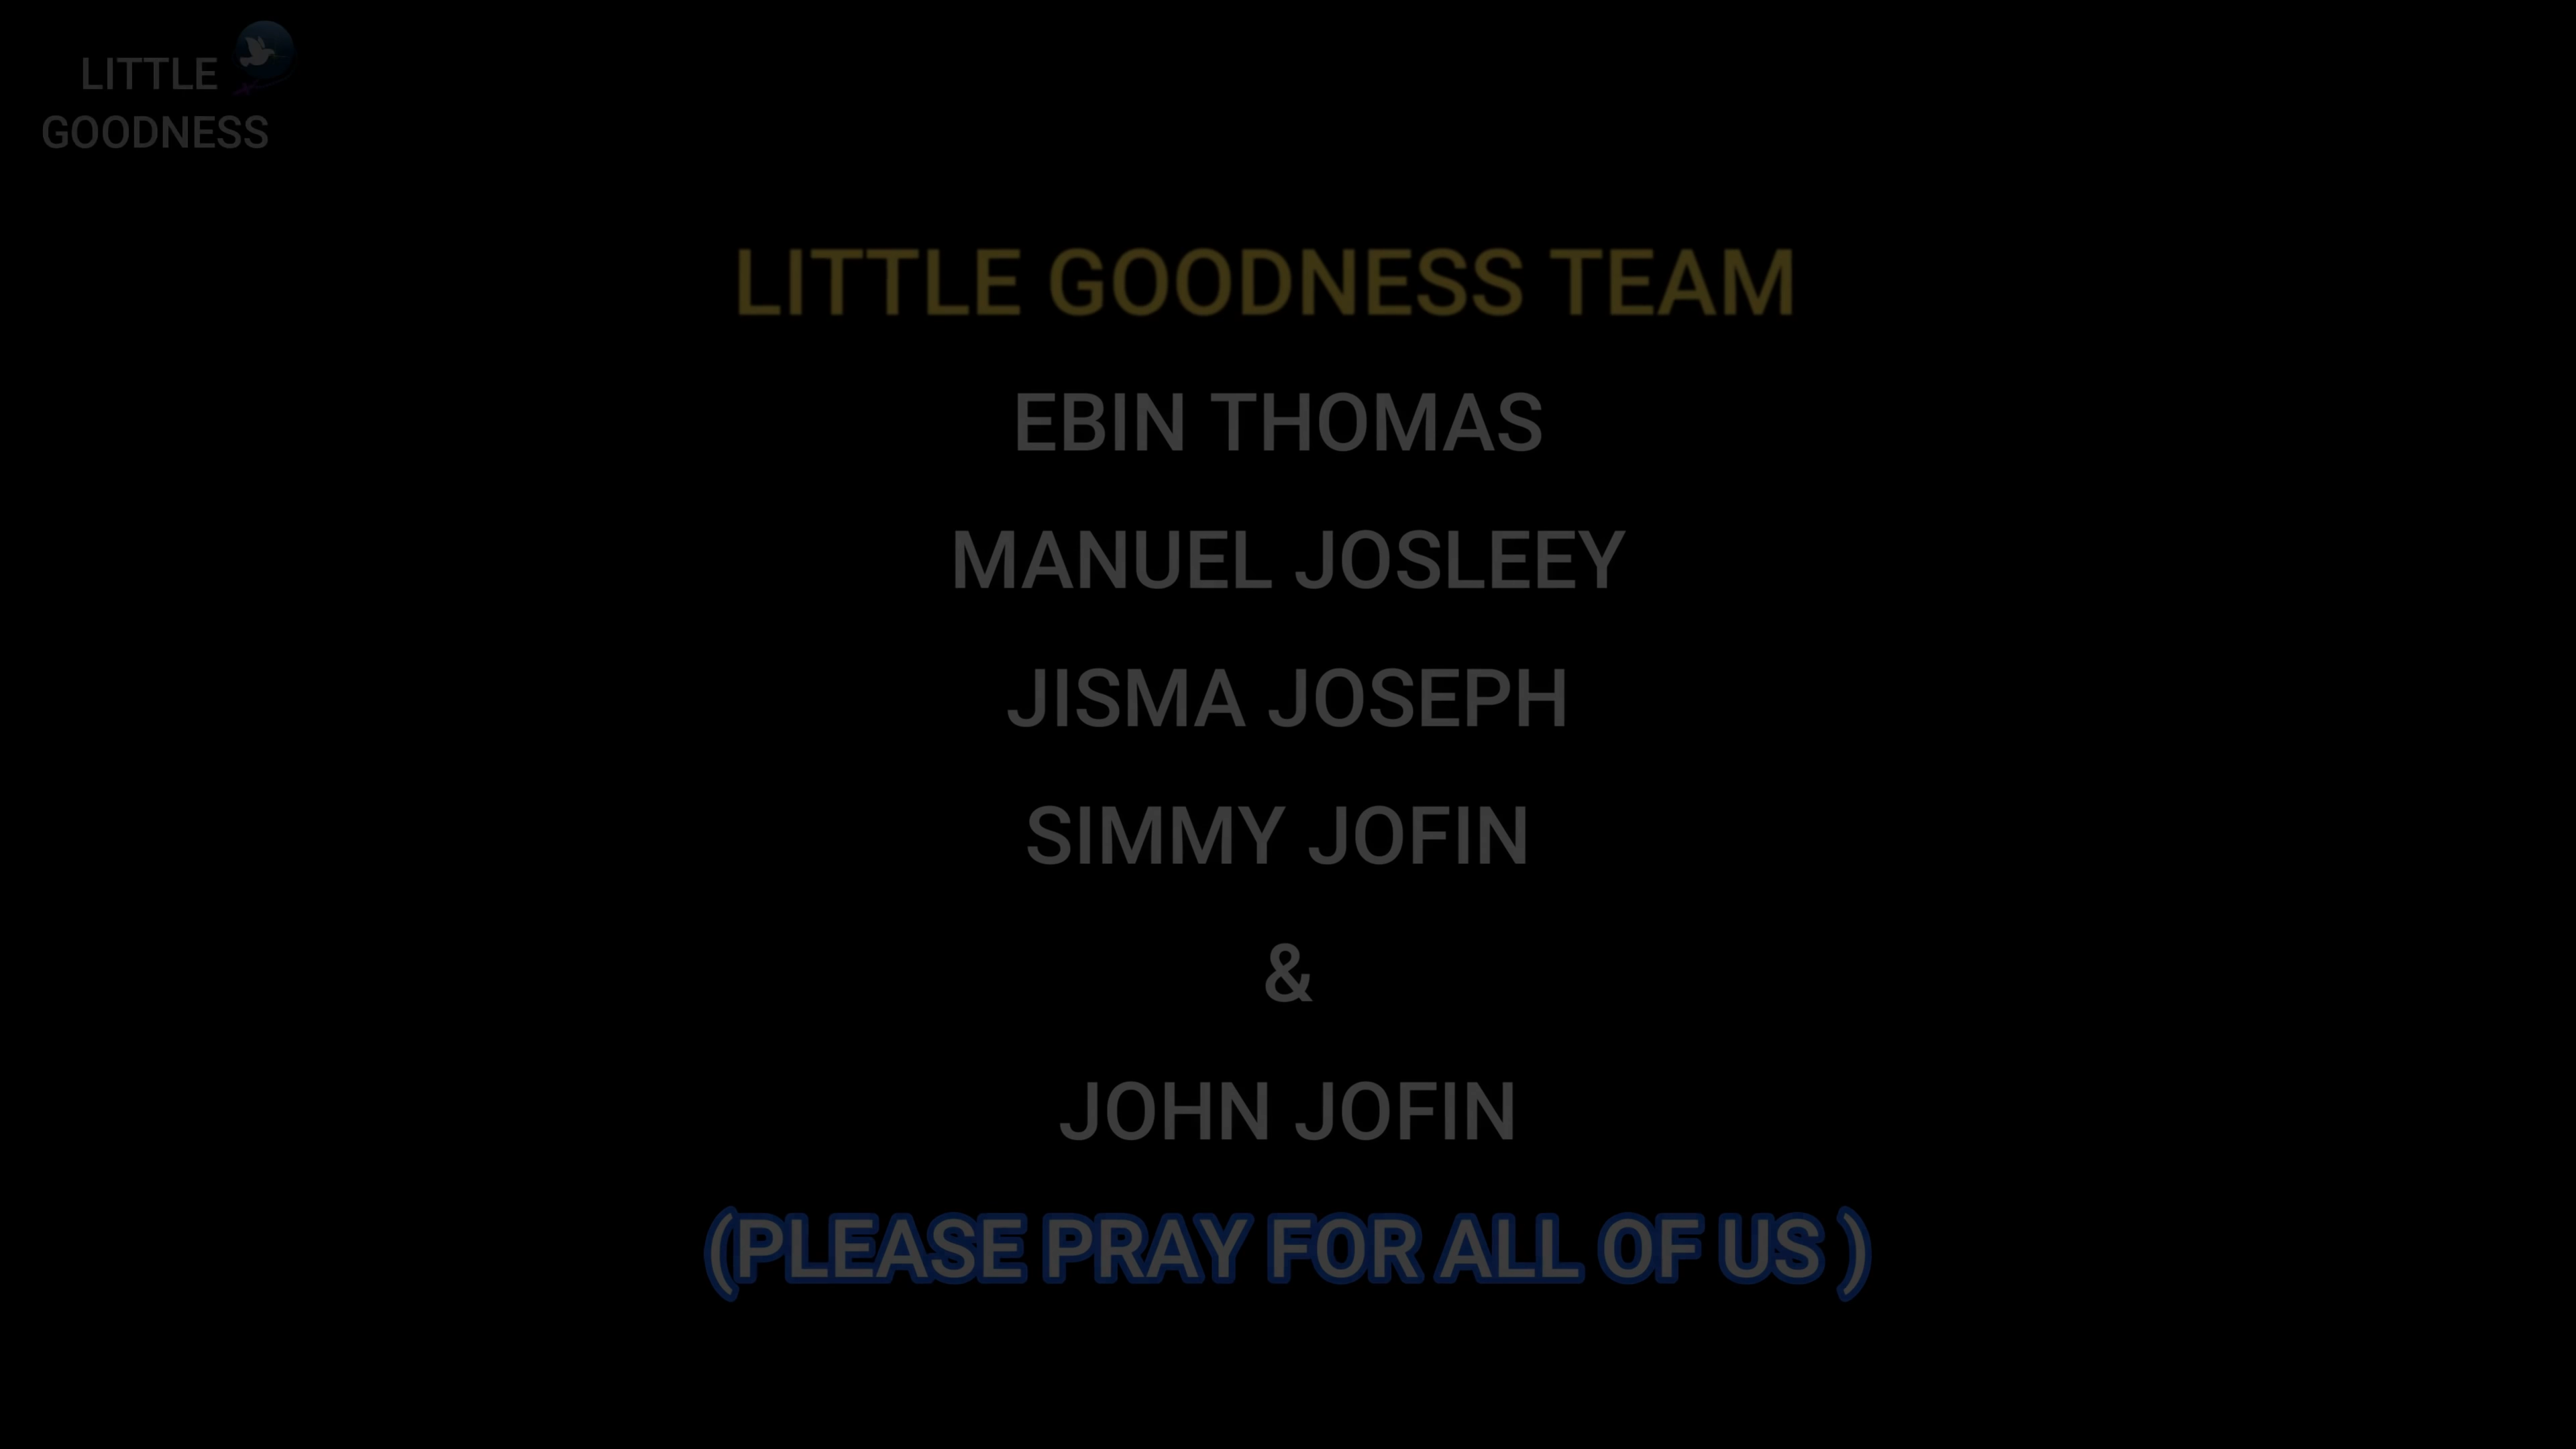 LITTLE
GOODNESS
LITTLE GOODNESS TEAM
EBIN THOMAS
MANUEL JOSLEEY
JISMA JOSEPH
SIMMY JOFIN
&
JOHN JOFIN
(PLEASE PRAY FOR ALL OF US )